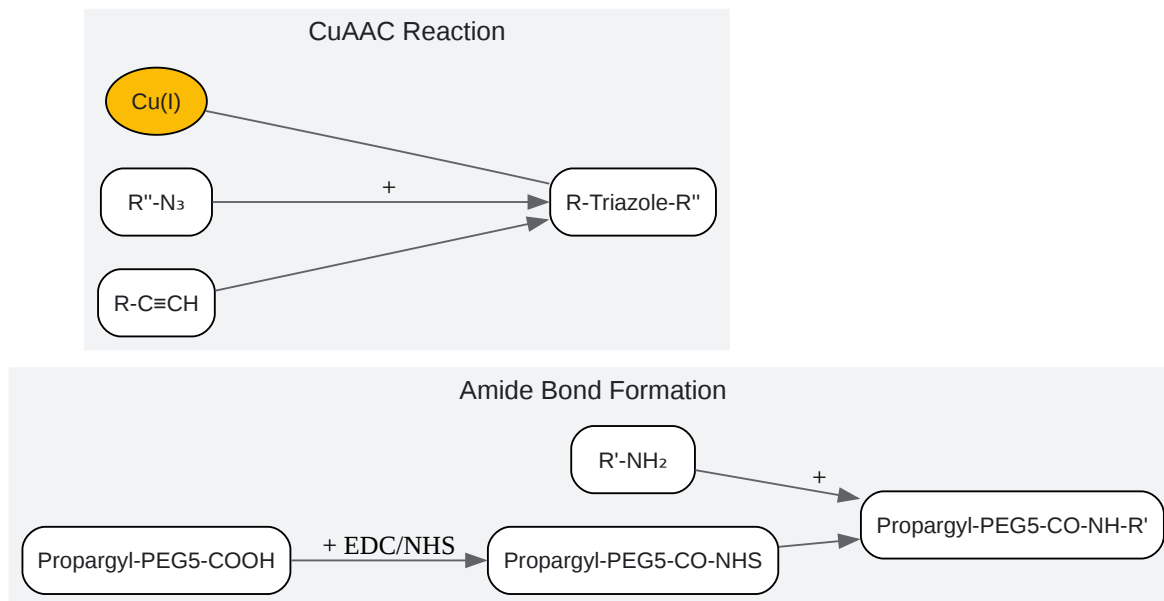 CuAAC Reaction
Cu(I)
R''-N₃
+
R-Triazole-R''
R-C≡CH
Amide Bond Formation
R'-NH₂
+
Propargyl-PEG5-CO-NH-R'
Propargyl-PEG5-COOH
+ EDC/NHS
Propargyl-PEG5-CO-NHS